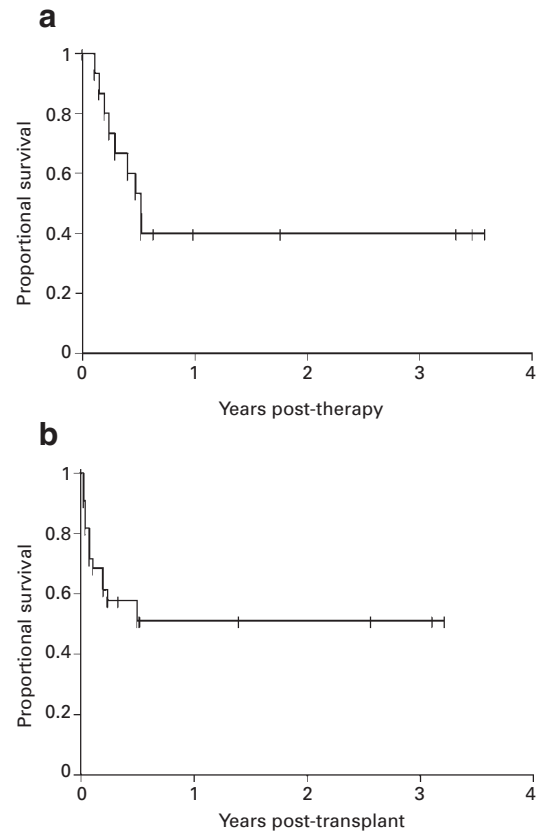 a
1
0.8
0.6
0.4
0.2
0
Proportional survival
0 1 2 3 4
Years post-therapy
b
1
0.8
0.6
0.4
0.2
0
Proportional survival
0 1 2 3 4
Years post-transplant